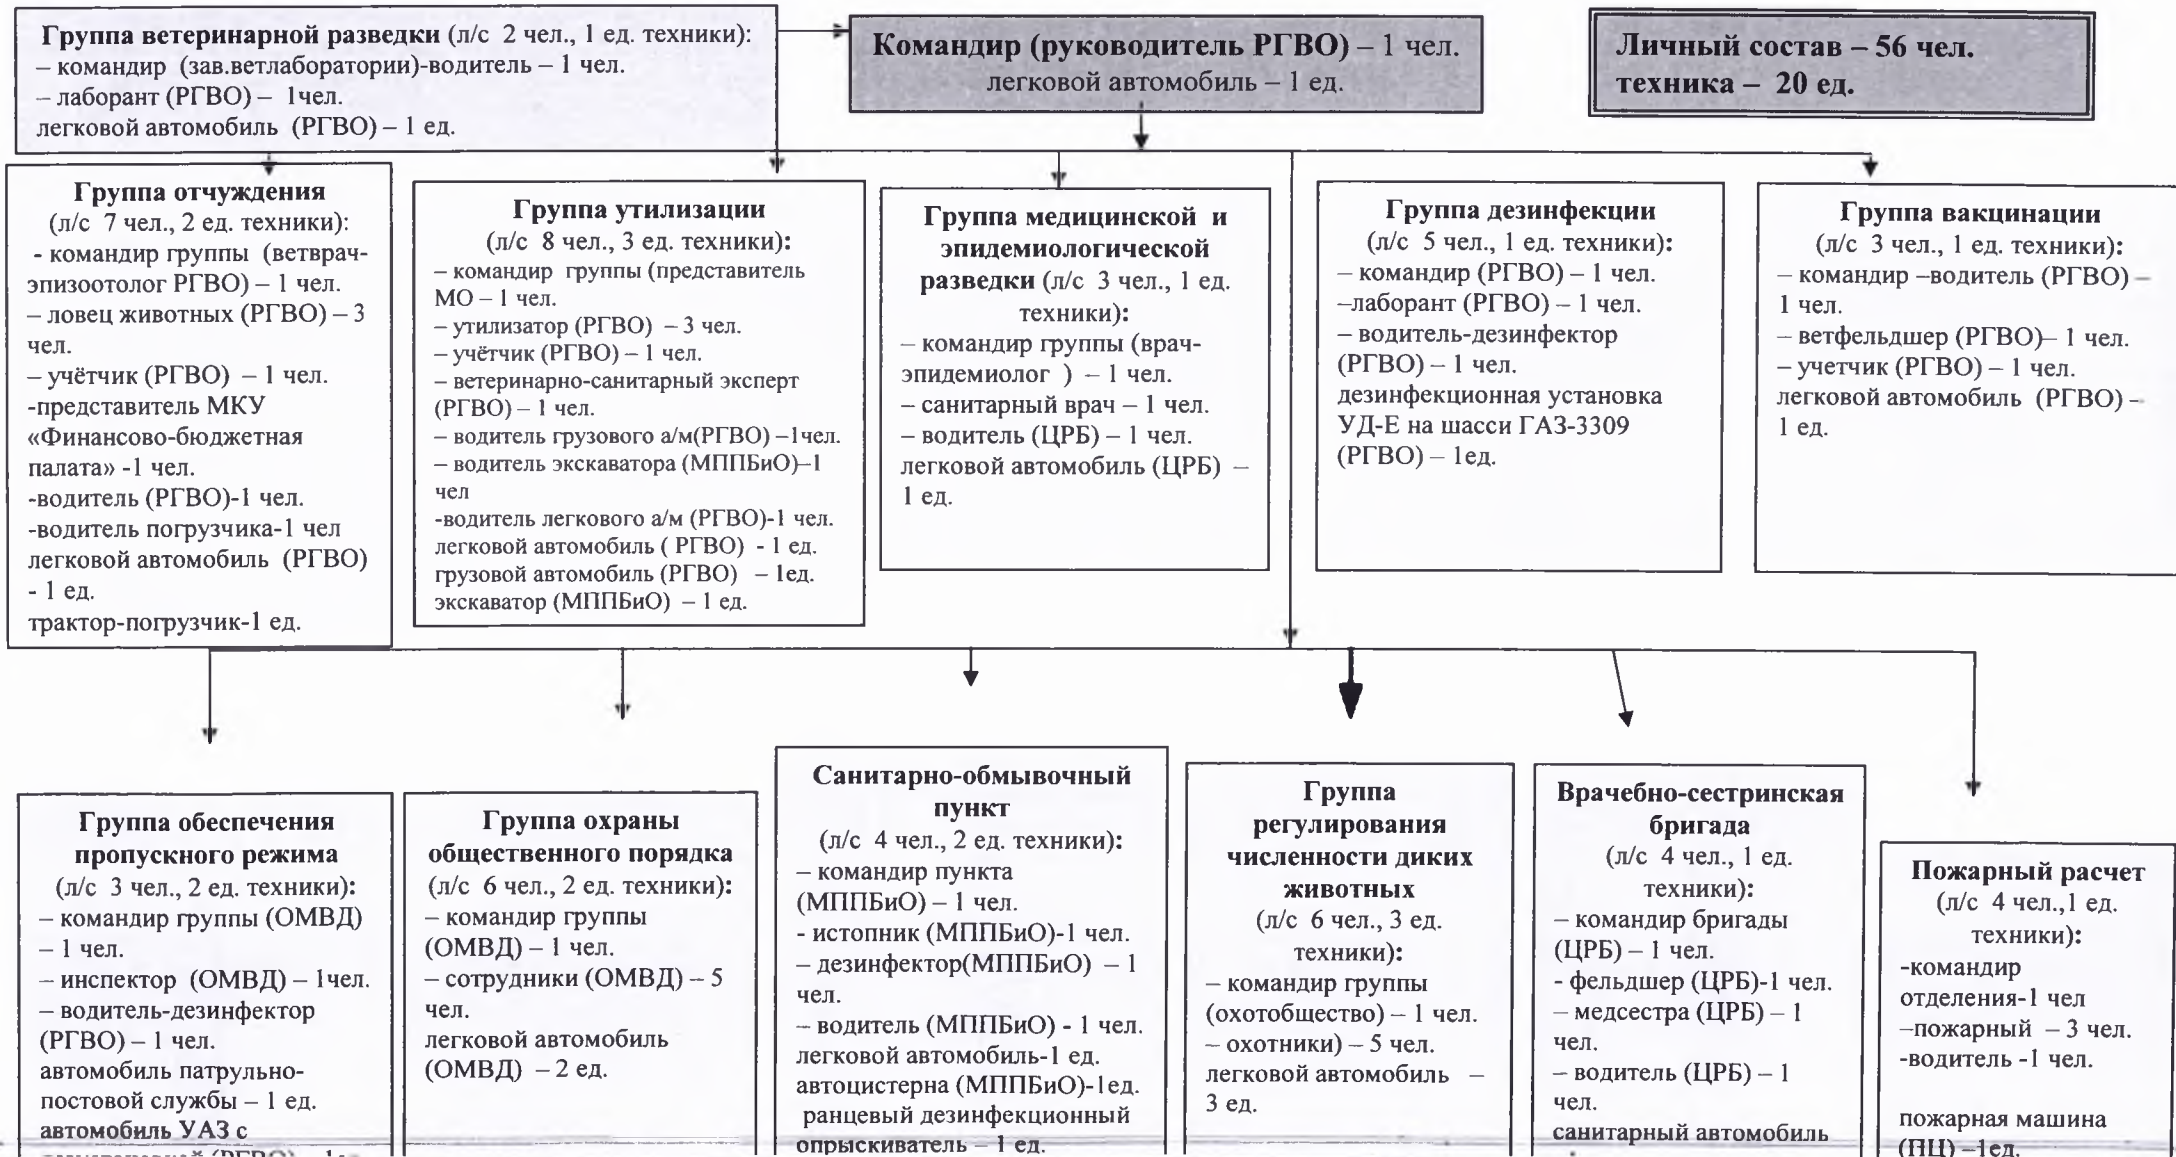 Группа ветеринарной разведки (л/с 2 чел., 1 ед. техники):
– командир (зав.ветлаборатории)-водитель – 1 чел.
– лаборант (РГВО) – 1чел.
легковой автомобиль (РГВО) – 1 ед.
Командир (руководитель РГВО) – 1 чел.
легковой автомобиль – 1 ед.
Личный состав – 56 чел.
техника – 20 ед.
Группа отчуждения
(л/с 7 чел., 2 ед. техники):
- командир группы (ветврач-
эпизоотолог РГВО) – 1 чел.
– ловец животных (РГВО) – 3
чел.
– учётчик (РГВО) – 1 чел.
-представитель МКУ
«Финансово-бюджетная
палата» -1 чел.
-водитель (РГВО)-1 чел.
-водитель погрузчика-1 чел
легковой автомобиль (РГВО)
- 1 ед.
трактор-погрузчик-1 ед.
Группа утилизации
(л/с 8 чел., 3 ед. техники):
– командир группы (представитель
МО – 1 чел.
– утилизатор (РГВО) – 3 чел.
– учётчик (РГВО) – 1 чел.
– ветеринарно-санитарный эксперт
(РГВО) – 1 чел.
– водитель грузового а/м(РГВО) –1чел.
– водитель экскаватора (МППБиО)–1
чел
-водитель легкового а/м (РГВО)-1 чел.
легковой автомобиль ( РГВО) - 1 ед.
грузовой автомобиль (РГВО) – 1ед.
экскаватор (МППБиО) – 1 ед.
Группа медицинской и
эпидемиологической
разведки (л/с 3 чел., 1 ед.
техники):
– командир группы (врач-
эпидемиолог ) – 1 чел.
– санитарный врач – 1 чел.
– водитель (ЦРБ) – 1 чел.
легковой автомобиль (ЦРБ) –
1 ед.
Группа дезинфекции
(л/с 5 чел., 1 ед. техники):
– командир (РГВО) – 1 чел.
–лаборант (РГВО) – 1 чел.
– водитель-дезинфектор
(РГВО) – 1 чел.
дезинфекционная установка
УД-Е на шасси ГАЗ-3309
(РГВО) – 1ед.
Группа вакцинации
(л/с 3 чел., 1 ед. техники):
– командир –водитель (РГВО) –
1 чел.
– ветфельдшер (РГВО)– 1 чел.
– учетчик (РГВО) – 1 чел.
легковой автомобиль (РГВО) –
1 ед.
Группа обеспечения
пропускного режима
(л/с 3 чел., 2 ед. техники):
– командир группы (ОМВД)
– 1 чел.
– инспектор (ОМВД) – 1чел.
– водитель-дезинфектор
(РГВО) – 1 чел.
автомобиль патрульно-
постовой службы – 1 ед.
автомобиль УАЗ с
Группа охраны
общественного порядка
(л/с 6 чел., 2 ед. техники):
– командир группы
(ОМВД) – 1 чел.
– сотрудники (ОМВД) – 5
чел.
легковой автомобиль
(ОМВД) – 2 ед.
Санитарно-обмывочный
пункт
(л/с 4 чел., 2 ед. техники):
– командир пункта
(МППБиО) – 1 чел.
- истопник (МППБиО)-1 чел.
– дезинфектор(МППБиО) – 1
чел.
– водитель (МППБиО) - 1 чел.
легковой автомобиль-1 ед.
автоцистерна (МППБиО)-1ед.
ранцевый дезинфекционный
опрыскиватель – 1 ед.
Группа
регулирования
численности диких
животных
(л/с 6 чел., 3 ед.
техники):
– командир группы
(охотобщество) – 1 чел.
– охотники) – 5 чел.
легковой автомобиль –
3 ед.
Врачебно-сестринская
бригада
(л/с 4 чел., 1 ед.
техники):
– командир бригады
(ЦРБ) – 1 чел.
- фельдшер (ЦРБ)-1 чел.
– медсестра (ЦРБ) – 1
чел.
– водитель (ЦРБ) – 1
чел.
санитарный автомобиль
Пожарный расчет
(л/с 4 чел.,1 ед.
техники):
-командир
отделения-1 чел
–пожарный – 3 чел.
-водитель -1 чел.
пожарная машина
(ПЦ) –1ед.